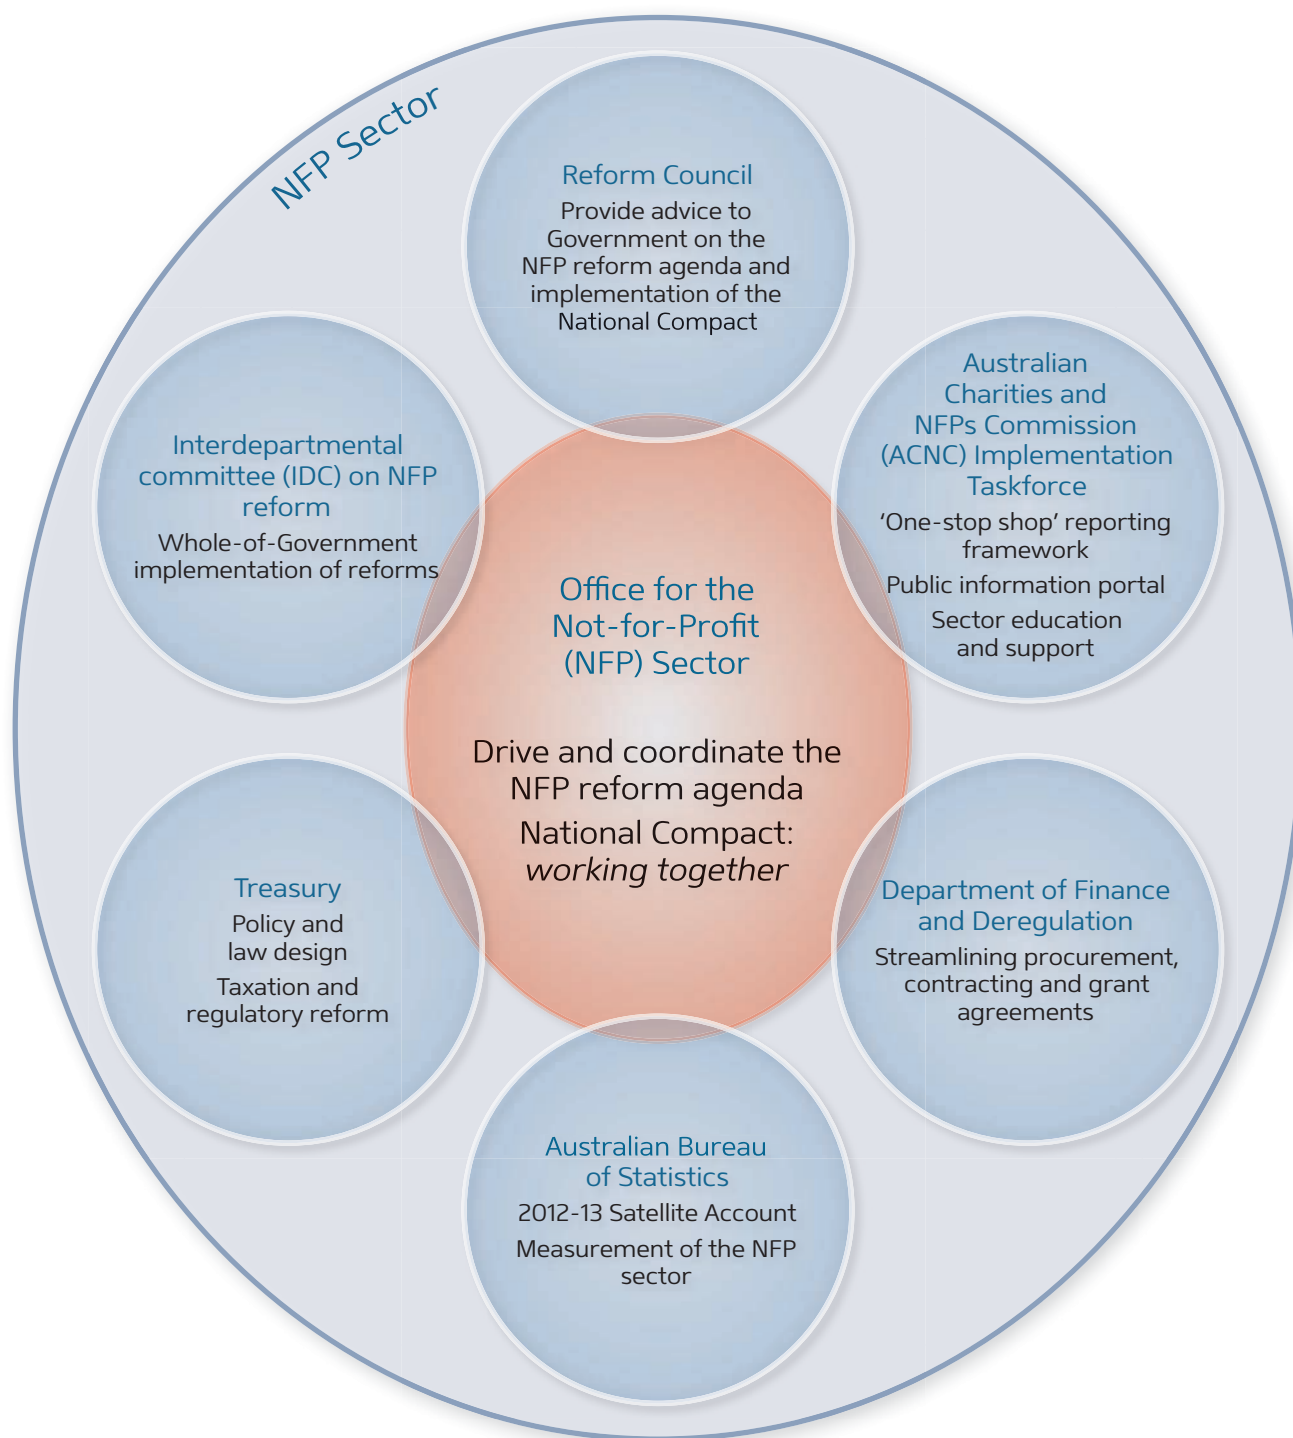 NFP Sector
Reform Council
Provide advice to
Government on the
NFP reform agenda and
implementation of the
National Compact
Australian
Charities and
NFPs Commission
(ACNC) Implementation
Taskforce
‘One-stop shop’ reporting
framework
Public information portal
Sector education
and support
Interdepartmental
committee (IDC) on NFP
reform
Whole-of-Government
implementation of reforms
Office for the
Not-for-Profit
(NFP) Sector
Drive and coordinate the
NFP reform agenda
National Compact:
working together
Treasury
Policy and
law design
Taxation and
regulatory reform
Department of Finance
and Deregulation
Streamlining procurement,
contracting and grant
agreements
Australian Bureau
of Statistics
2012-13 Satellite Account
Measurement of the NFP
sector